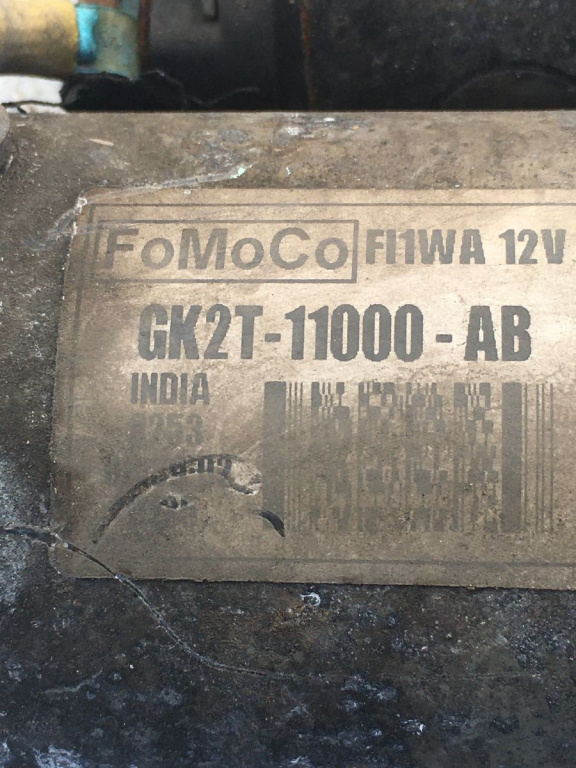 FoMoCo FI1WA 12V
GK2T-11000-AB
INDIA